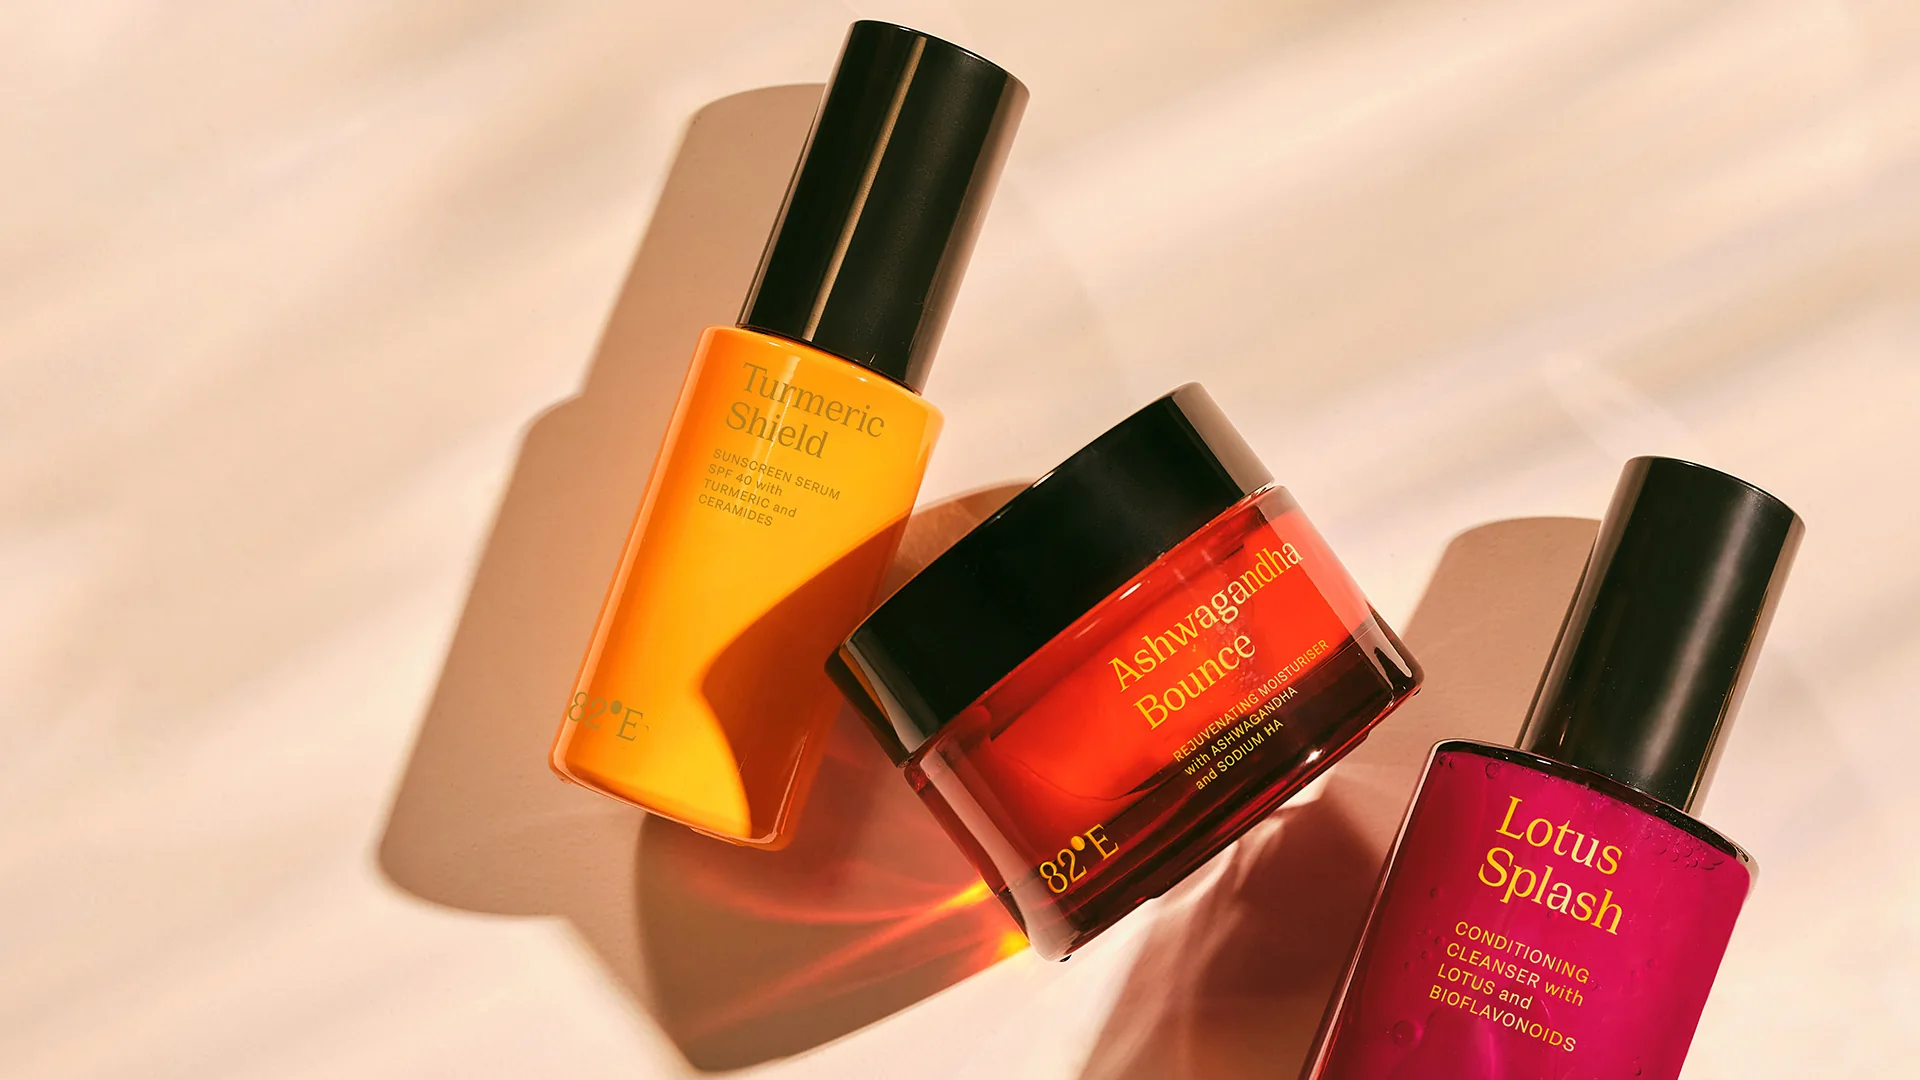 Turmeric
Shield
SUNSCREEN SERUM
SPF 40 with
TURMERIC and
CERAMIDES
82°E
Ashwagandha
Bounce
REJUVENATING MOISTURISER
with ASHWAGANDHA
and SODIUM HA
82°E
Lotus
Splash
CONDITIONING
CLEANSER with
LOTUS and
BIOFLAVONOIDS